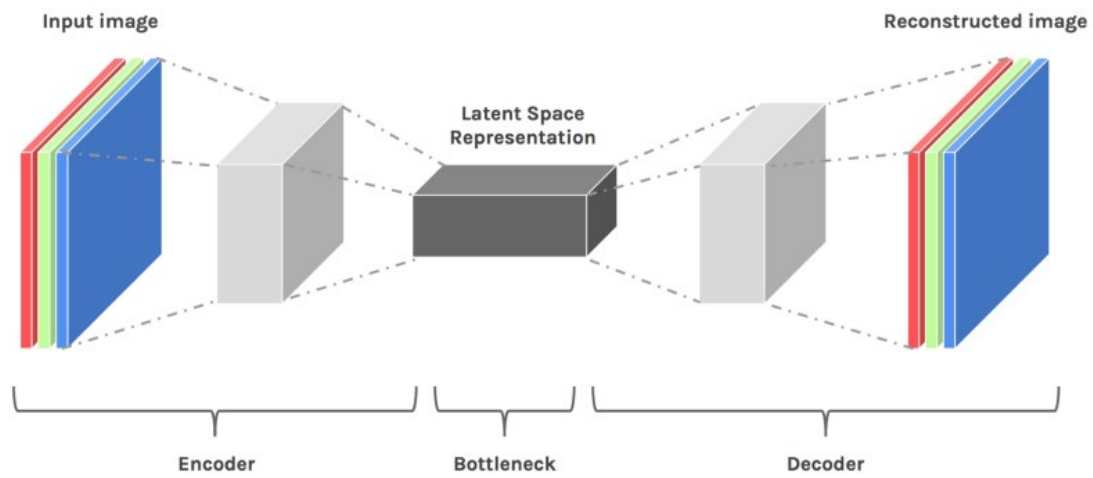 Input image
Reconstructed image
Latent Space
Representation
Encoder
Bottleneck
Decoder